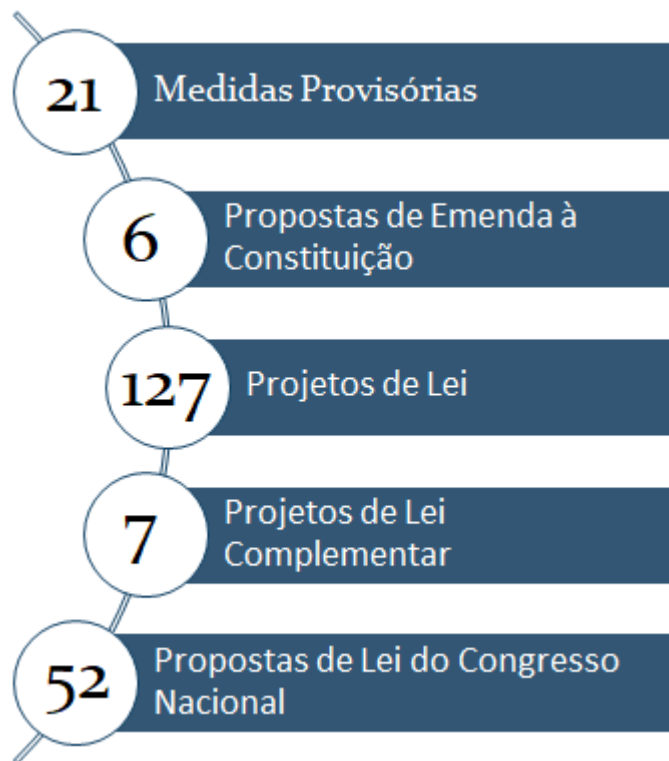 21
Medidas Provisórias
6
Propostas de Emenda à
Constituição
127
Projetos de Lei
7
Projetos de Lei
Complementar
52
Propostas de Lei do Congresso
Nacional